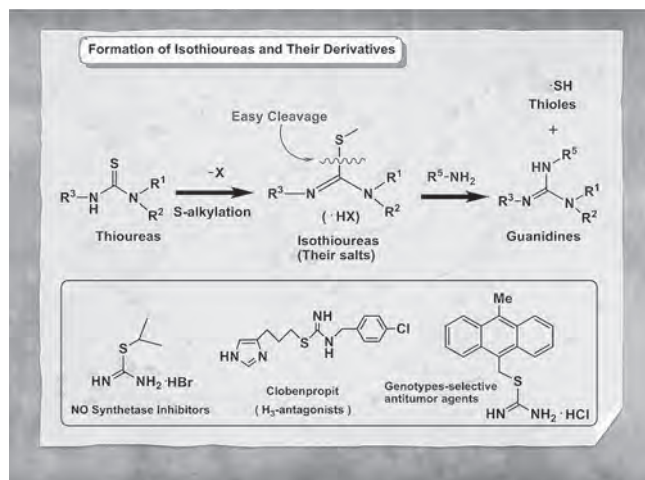 Formation of Isothioureas and Their Derivatives
·SH
Thioles
+
Easy Cleavage
S
HN R⁵
S
R³ N H N R¹ R²
–X
S-alkylation
R³ N N R¹ R²
R⁵-NH₂
R³ N N R¹ R²
(·HX)
Thioureas
Isothioureas
(Their salts)
Guanidines
S
HN NH₂·HBr
NO Synthetase Inhibitors
NH
S N H Cl
HN N
Clobenpropit
(H₃-antagonists)
Me
Genotypes-selective
antitumor agents
S
HN NH₂·HCl